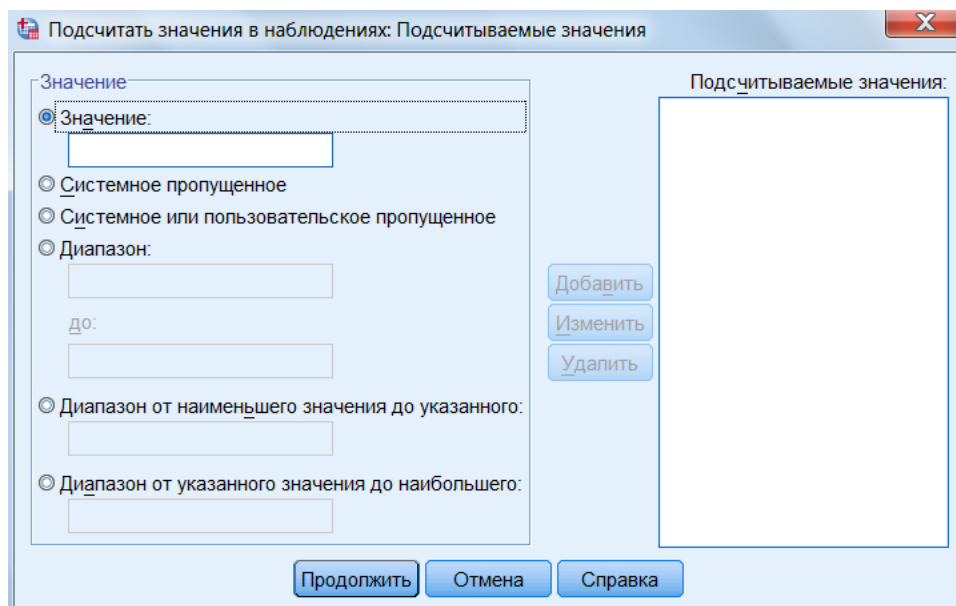 Подсчитать значения в наблюдениях: Подсчитываемые значения
Значение
Значение:
Системное пропущенное
Системное или пользовательское пропущенное
Диапазон:
до:
Диапазон от наименьшего значения до указанного:
Диапазон от указанного значения до наибольшего:
Добавить
Изменить
Удалить
Подсчитываемые значения:
Продолжить
Отмена
Справка